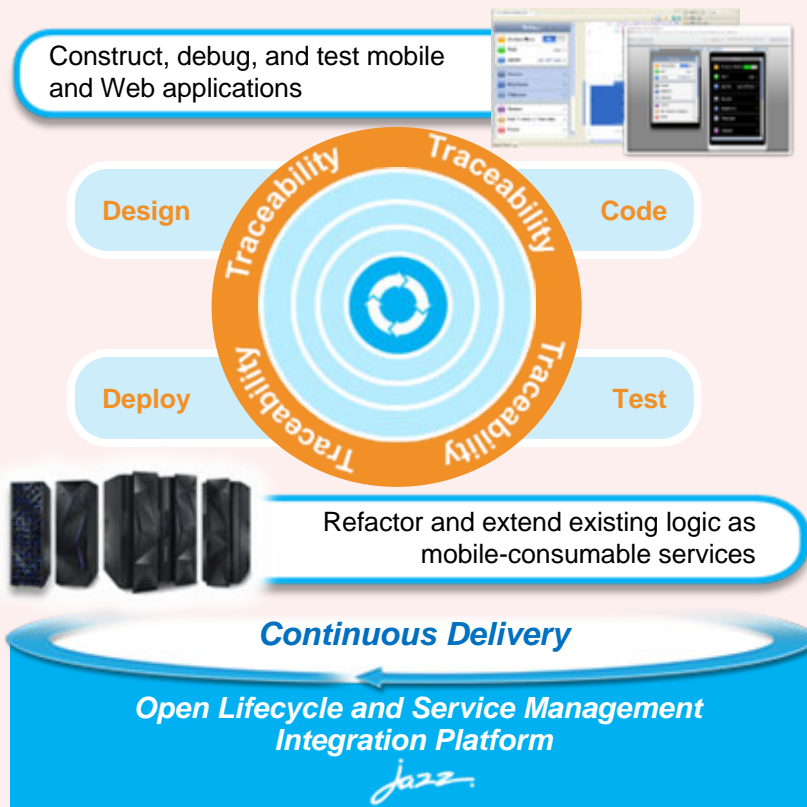 Construct, debug, and test mobile
and Web applications
Traceability
Traceability
Design
Code
Deploy
Test
Traceability
Traceability
Refactor and extend existing logic as
mobile-consumable services
Continuous Delivery
Open Lifecycle and Service Management
Integration Platform
jazz